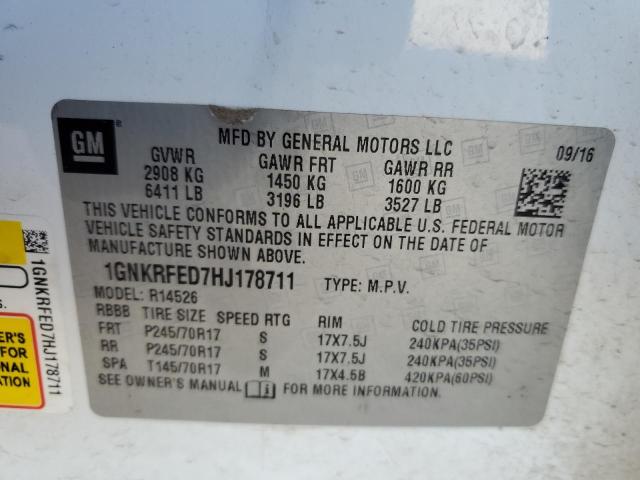 GM ®
MFD BY GENERAL MOTORS LLC 09/16
GVWR GAWR FRT GAWR RR
2908 KG 1450 KG 1600 KG
6411 LB 3196 LB 3527 LB
THIS VEHICLE CONFORMS TO ALL APPLICABLE U.S. FEDERAL MOTOR
VEHICLE SAFETY STANDARDS IN EFFECT ON THE DATE OF
MANUFACTURE SHOWN ABOVE.
1GNKRFED7HJ178711 TYPE: M.P.V.
MODEL: R14526
RBBB TIRE SIZE SPEED RTG RIM COLD TIRE PRESSURE
FRT P245/70R17 S 17X7.5J 240KPA(35PSI)
RR P245/70R17 S 17X7.5J 240KPA(35PSI)
SPA T145/70R17 M 17X4.5B 420KPA(60PSI)
SEE OWNER'S MANUAL FOR MORE INFORMATION.
1GNKRFED7HJ178711
ER'S
FOR
ONAL
ION